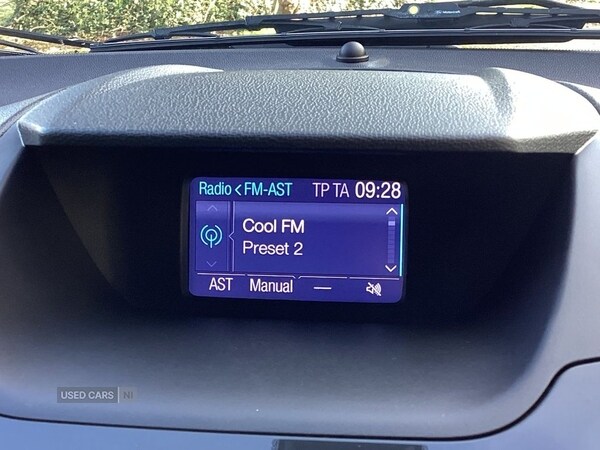 Radio < FM-AST TP TA 09:28
Cool FM
Preset 2
AST Manual —
USED CARS NI